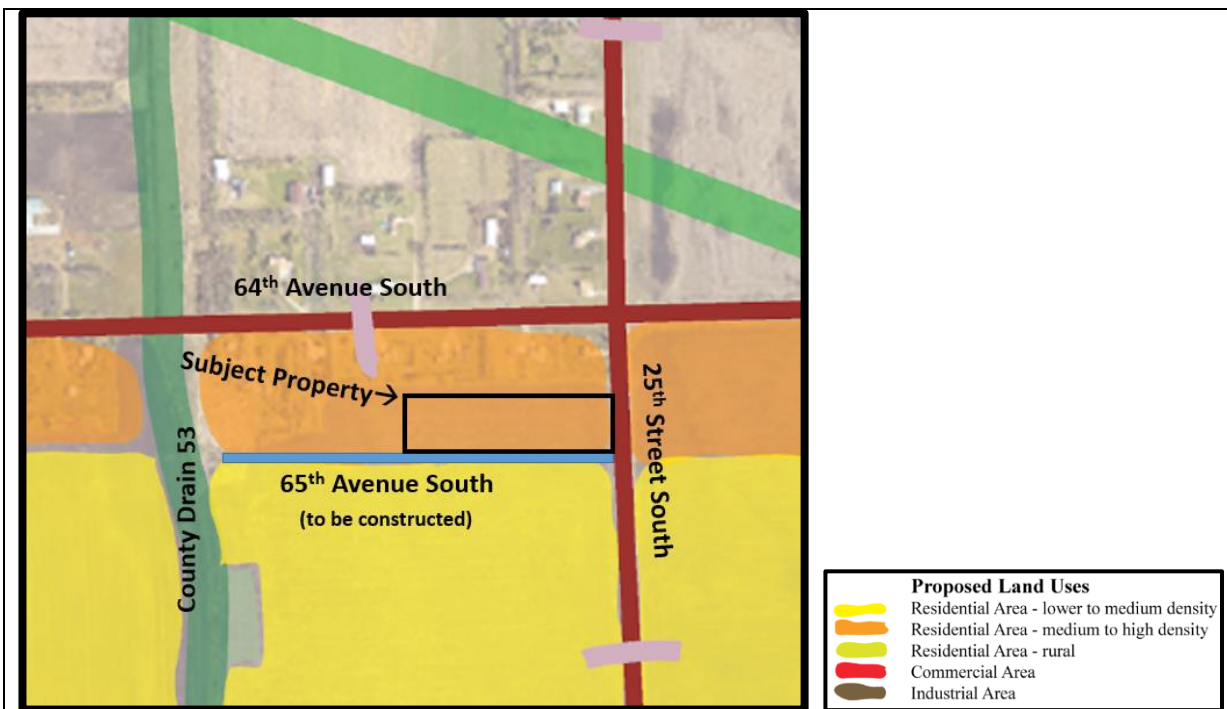 64th Avenue South
Subject Property→
25th Street South
County Drain 53
65th Avenue South
(to be constructed)
Proposed Land Uses
Residential Area - lower to medium density
Residential Area - medium to high density
Residential Area - rural
Commercial Area
Industrial Area